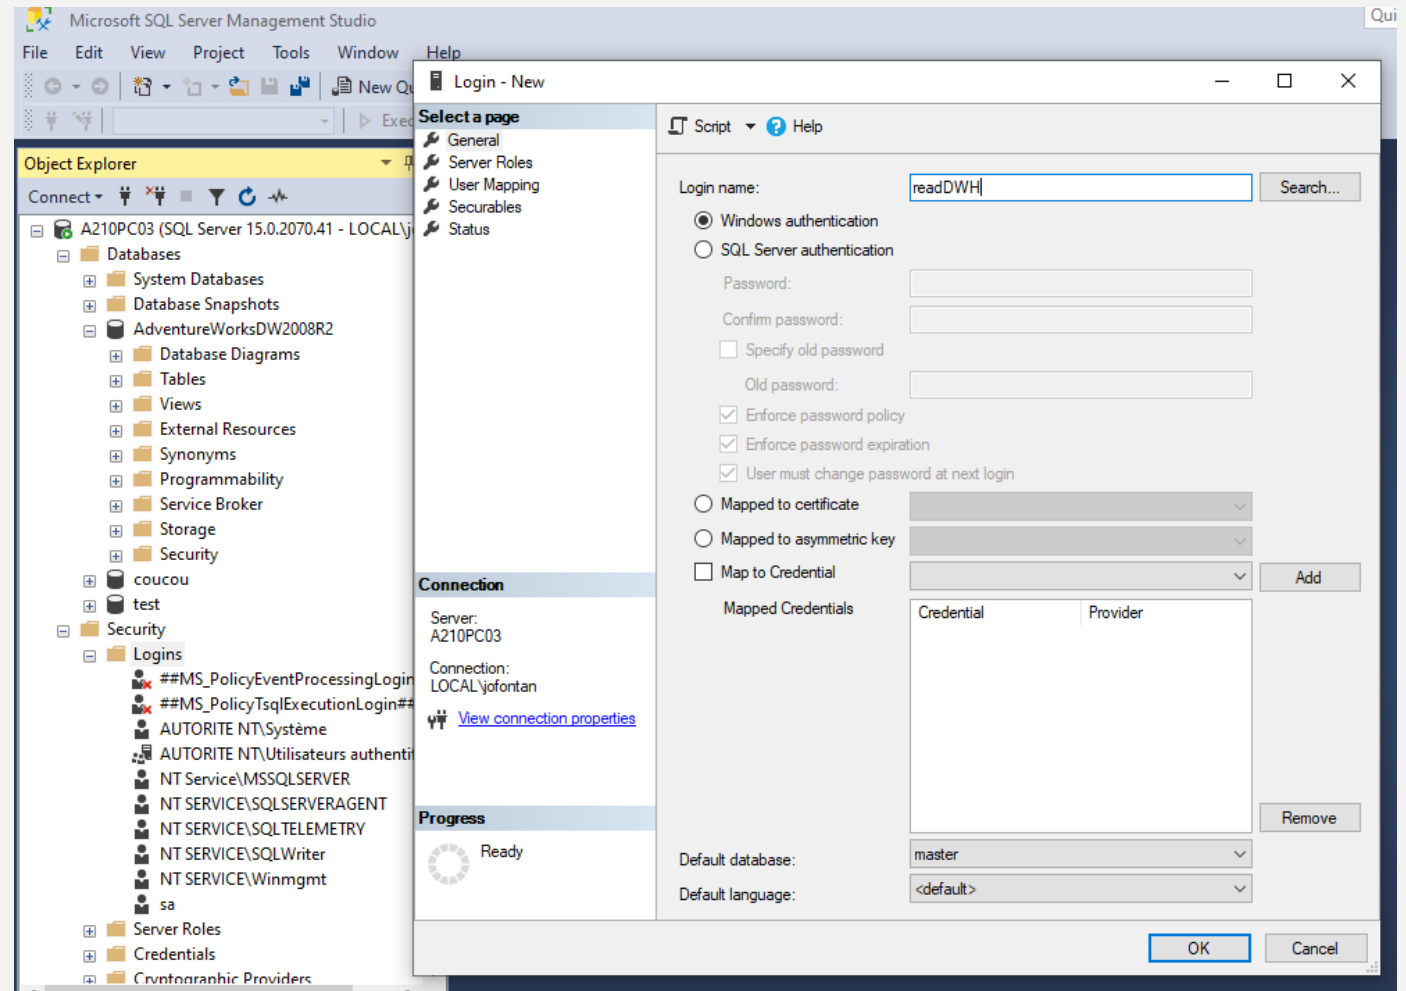 Microsoft SQL Server Management Studio
Qui
File Edit View Project Tools Window Help
New Qu
Exec
Object Explorer
Connect
A210PC03 (SQL Server 15.0.2070.41 - LOCAL\j
Databases
System Databases
Database Snapshots
AdventureWorksDW2008R2
Database Diagrams
Tables
Views
External Resources
Synonyms
Programmability
Service Broker
Storage
Security
coucou
test
Security
Logins
##MS_PolicyEventProcessingLogin
##MS_PolicyTsqlExecutionLogin##
AUTORITE NT\Système
AUTORITE NT\Utilisateurs authentif
NT Service\MSSQLSERVER
NT SERVICE\SQLSERVERAGENT
NT SERVICE\SQLTELEMETRY
NT SERVICE\SQLWriter
NT SERVICE\Winmgmt
sa
Server Roles
Credentials
Cryptographic Providers
Login - New
Select a page
General
Server Roles
User Mapping
Securables
Status
Connection
Server:
A210PC03
Connection:
LOCAL\jofontan
View connection properties
Progress
Ready
Script Help
Login name: readDWH Search...
Windows authentication
SQL Server authentication
Password:
Confirm password:
Specify old password
Old password:
Enforce password policy
Enforce password expiration
User must change password at next login
Mapped to certificate
Mapped to asymmetric key
Map to Credential Add
Mapped Credentials Credential Provider
Remove
Default database: master
Default language: <default>
OK Cancel